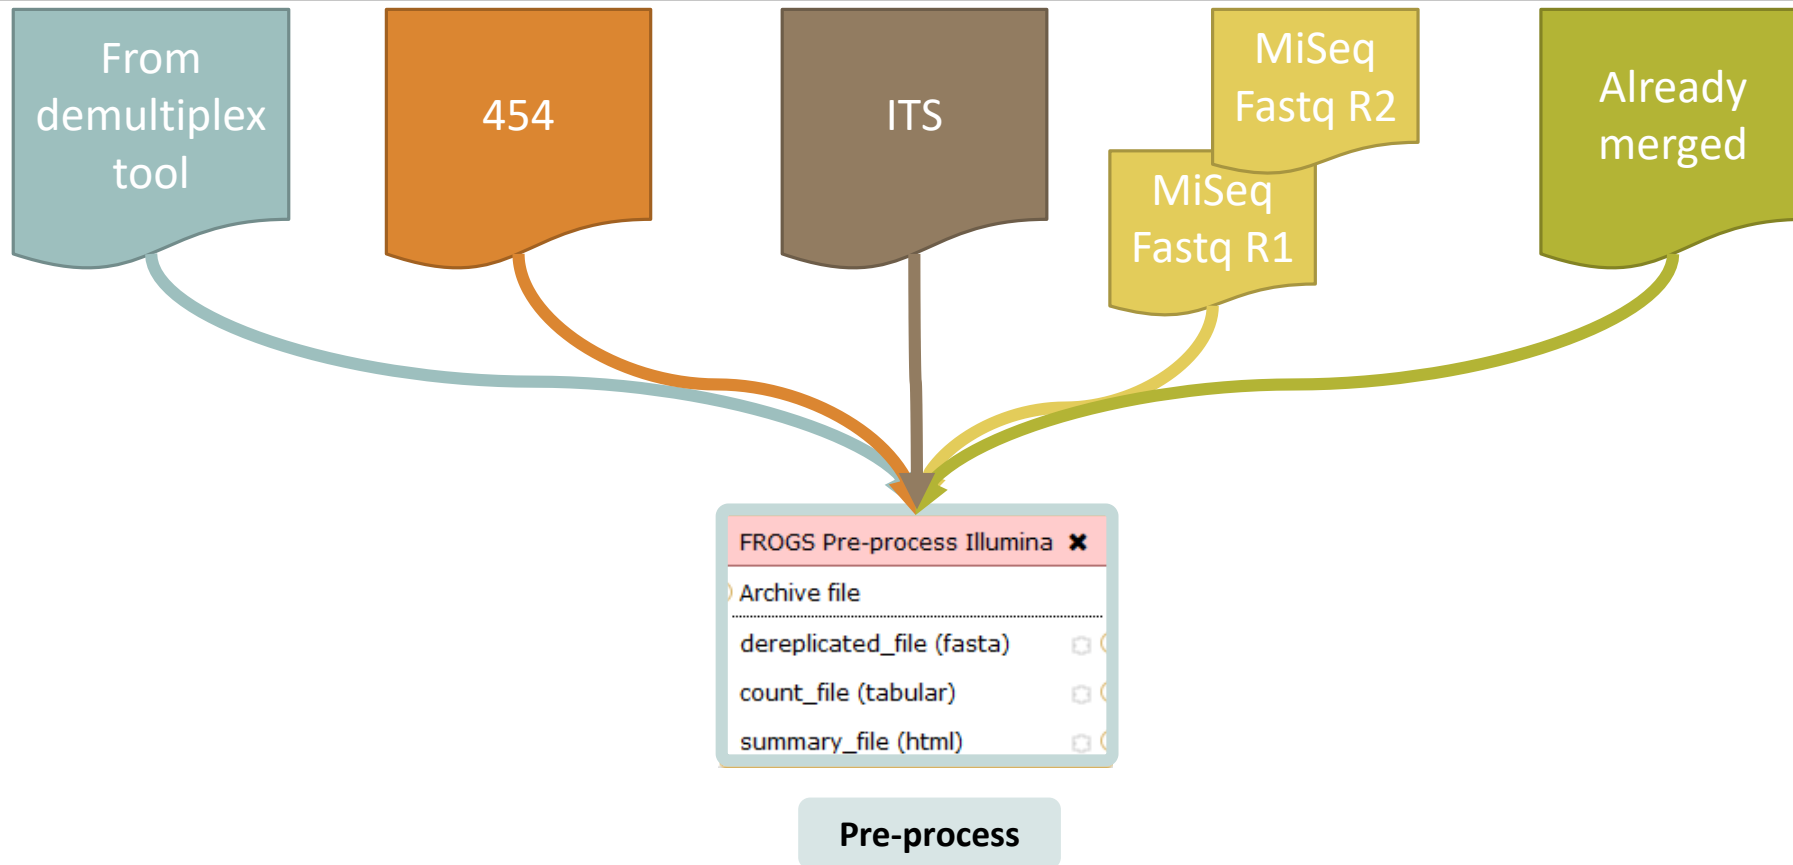 From
demultiplex
tool
454
ITS
MiSeq
Fastq R2
MiSeq
Fastq R1
Already
merged
FROGS Pre-process Illumina ✖
Archive file
dereplicated_file (fasta)
count_file (tabular)
summary_file (html)
Pre-process